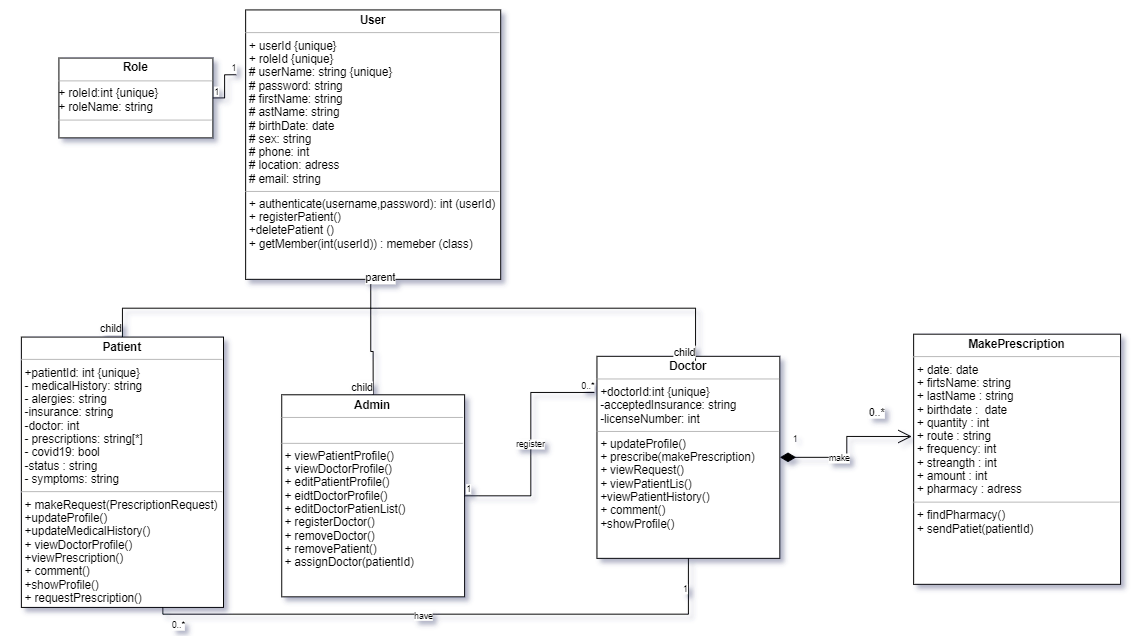 User
+ userId {unique}
+ roleId {unique}
# userName: string {unique}
# password: string
# firstName: string
# astName: string
# birthDate: date
# sex: string
# phone: int
# location: adress
# email: string
+ authenticate(username,password): int (userId)
+ registerPatient()
+deletePatient ()
+ getMember(int(userId)) : memeber (class)
Role
+ roleId:int {unique}
+ roleName: string
1
1
parent
child
child
child
Patient
+patientId: int {unique}
- medicalHistory: string
- alergies: string
-insurance: string
-doctor: int
- prescriptions: string[*]
- covid19: bool
-status : string
- symptoms: string
+ makeRequest(PrescriptionRequest)
+updateProfile()
+updateMedicalHistory()
+ viewDoctorProfile()
+viewPrescription()
+ comment()
+showProfile()
+ requestPrescription()
Admin
+ viewPatientProfile()
+ viewDoctorProfile()
+ editPatientProfile()
+ eidtDoctorProfile()
+ editDoctorPatienList()
+ registerDoctor()
+ removeDoctor()
+ removePatient()
+ assignDoctor(patientId)
1
register
0..*
Doctor
+doctorId:int {unique}
-acceptedInsurance: string
-licenseNumber: int
+ updateProfile()
+ prescribe(makePrescription)
+ viewRequest()
+ viewPatientLis()
+viewPatientHistory()
+ comment()
+showProfile()
1
make
0..*
MakePrescription
+ date: date
+ firtsName: string
+ lastName : string
+ birthdate : date
+ quantity : int
+ route : string
+ frequency: int
+ streangth : int
+ amount : int
+ pharmacy : adress
+ findPharmacy()
+ sendPatiet(patientId)
1
have
0..*